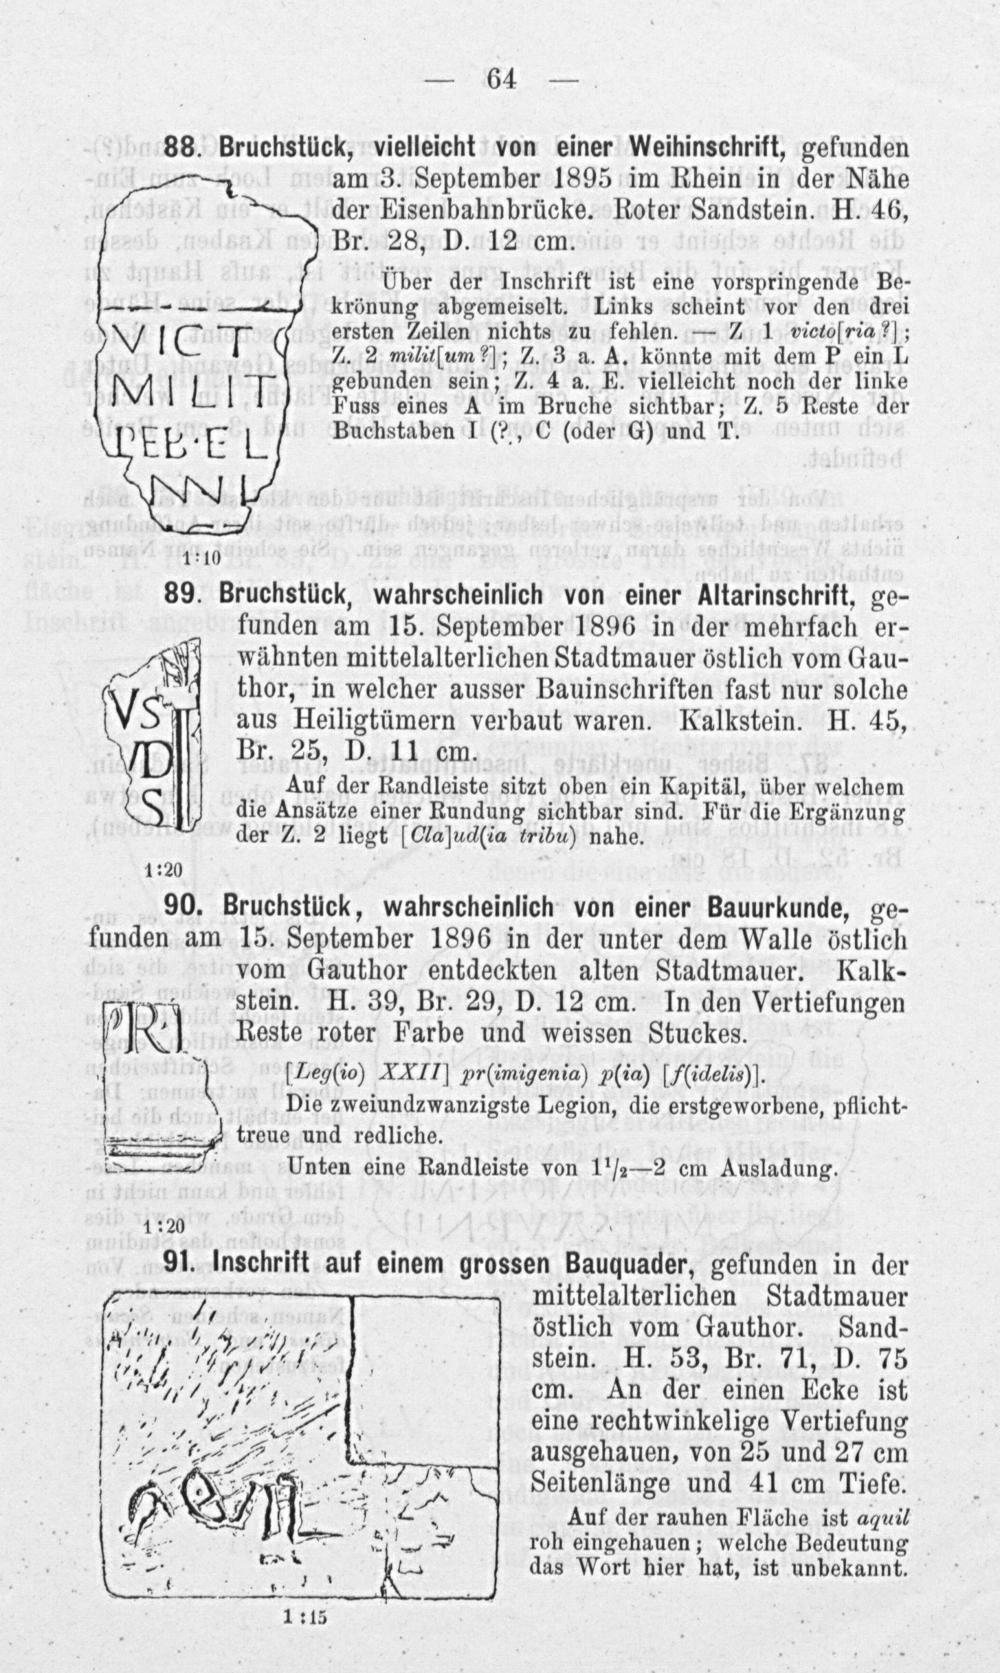 — 64 —
88. Bruchstück, vielleicht von einer Weihinschrift, gefunden
am 3. September 1895 im Rhein in der Nähe
der Eisenbahnbrücke. Roter Sandstein. H. 46,
Br. 28, D. 12 cm.
Über der Inschrift ist eine vorspringende Be-
krönung abgemeiselt. Links scheint vor den drei
ersten Zeilen nichts zu fehlen. — Z 1 victo[ria?];
Z. 2 milit[um?]; Z. 3 a. A. könnte mit dem P ein L
gebunden sein; Z. 4 a. E. vielleicht noch der linke
Fuss eines A im Bruche sichtbar; Z. 5 Reste der
Buchstaben I (?, C (oder G) und T.
VICT
MILIT
PEB·EL
NNI
1:10
89. Bruchstück, wahrscheinlich von einer Altarinschrift, ge-
funden am 15. September 1896 in der mehrfach er-
wähnten mittelalterlichen Stadtmauer östlich vom Gau-
thor, in welcher ausser Bauinschriften fast nur solche
aus Heiligtümern verbaut waren. Kalkstein. H. 45,
Br. 25, D. 11 cm.
Auf der Randleiste sitzt oben ein Kapitäl, über welchem
die Ansätze einer Rundung sichtbar sind. Für die Ergänzung
der Z. 2 liegt [Cla]ud(ia tribu) nahe.
VS
VD
S
1:20
90. Bruchstück, wahrscheinlich von einer Bauurkunde, ge-
funden am 15. September 1896 in der unter dem Walle östlich
vom Gauthor entdeckten alten Stadtmauer. Kalk-
stein. H. 39, Br. 29, D. 12 cm. In den Vertiefungen
Reste roter Farbe und weissen Stuckes.
[Leg(io) XXII] pr(imigenia) p(ia) [f(idelis)].
Die zweiundzwanzigste Legion, die erstgeworbene, pflicht-
treue und redliche.
Unten eine Randleiste von 1¹/₂—2 cm Ausladung.
PRI
1:20
91. Inschrift auf einem grossen Bauquader, gefunden in der
mittelalterlichen Stadtmauer
östlich vom Gauthor. Sand-
stein. H. 53, Br. 71, D. 75
cm. An der einen Ecke ist
eine rechtwinkelige Vertiefung
ausgehauen, von 25 und 27 cm
Seitenlänge und 41 cm Tiefe.
Auf der rauhen Fläche ist aquil
roh eingehauen; welche Bedeutung
das Wort hier hat, ist unbekannt.
1:15